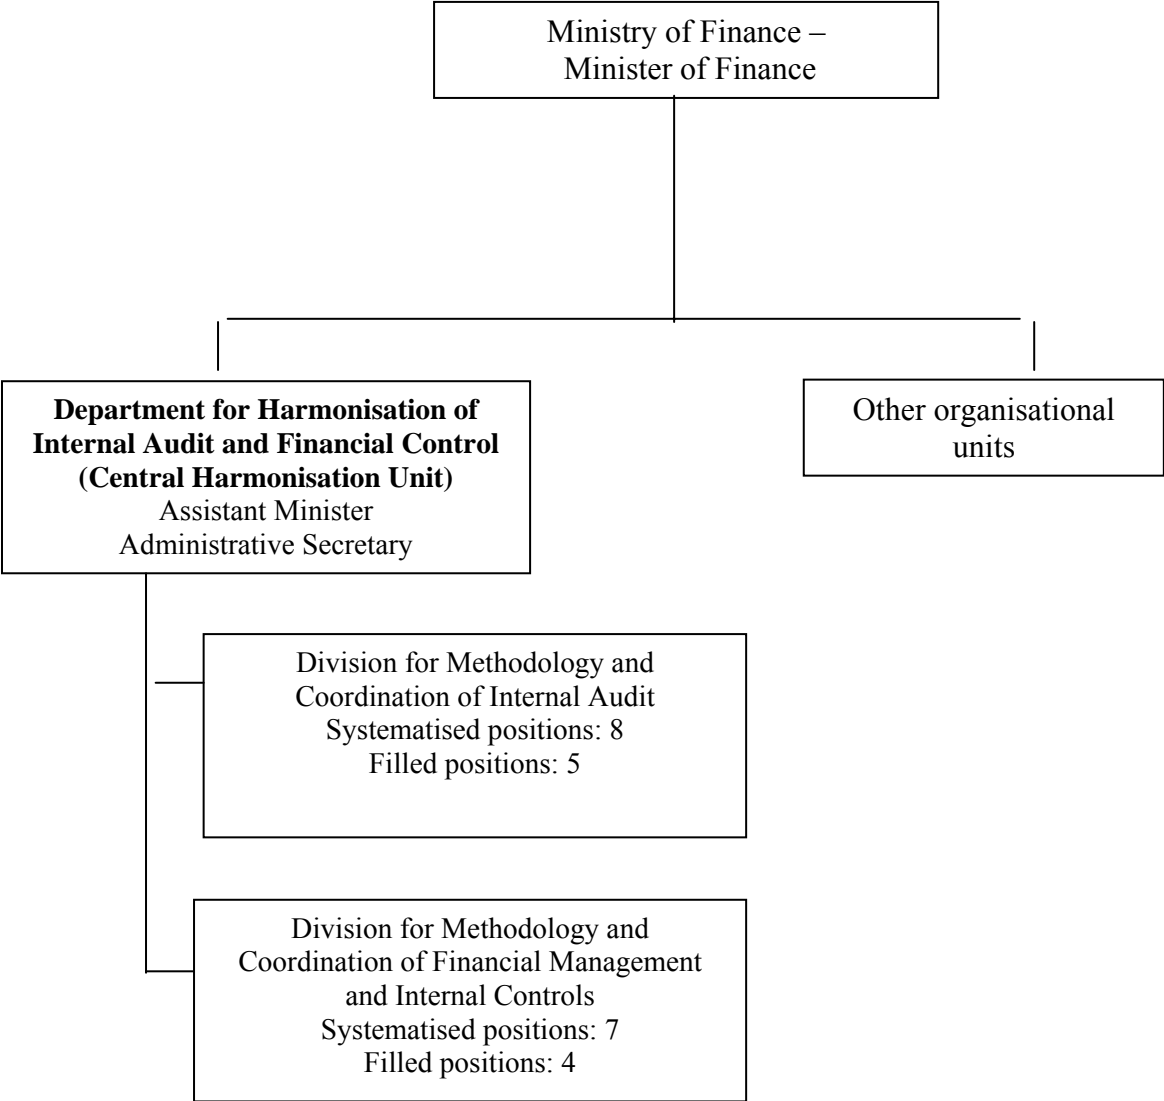 Ministry of Finance –
Minister of Finance
Department for Harmonisation of
Internal Audit and Financial Control
(Central Harmonisation Unit)
Assistant Minister
Administrative Secretary
Other organisational
units
Division for Methodology and
Coordination of Internal Audit
Systematised positions: 8
Filled positions: 5
Division for Methodology and
Coordination of Financial Management
and Internal Controls
Systematised positions: 7
Filled positions: 4